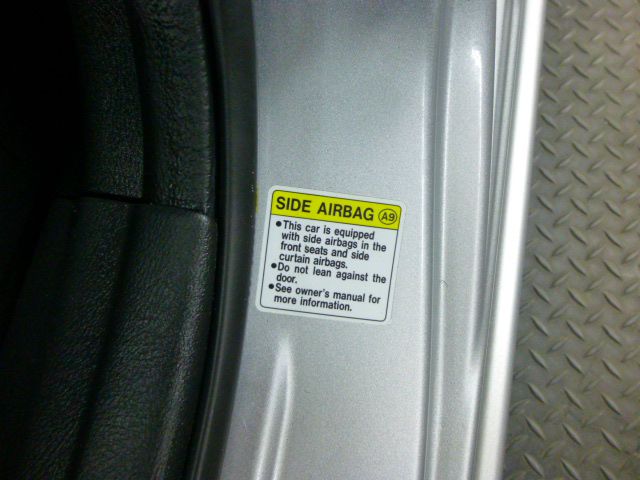 SIDE AIRBAG A9
•This car is equipped
with side airbags in the
front seats and side
curtain airbags.
•Do not lean against the
door.
•See owner's manual for
more information.